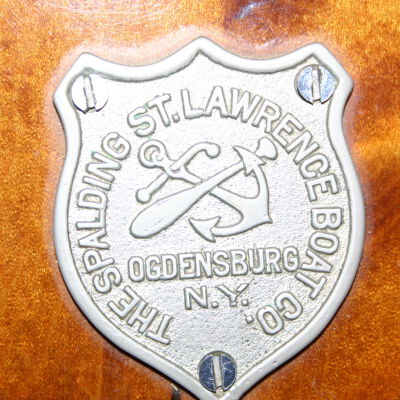 THE SPALDING ST. LAWRENCE BOAT CO.
OGDENSBURG
N.Y.